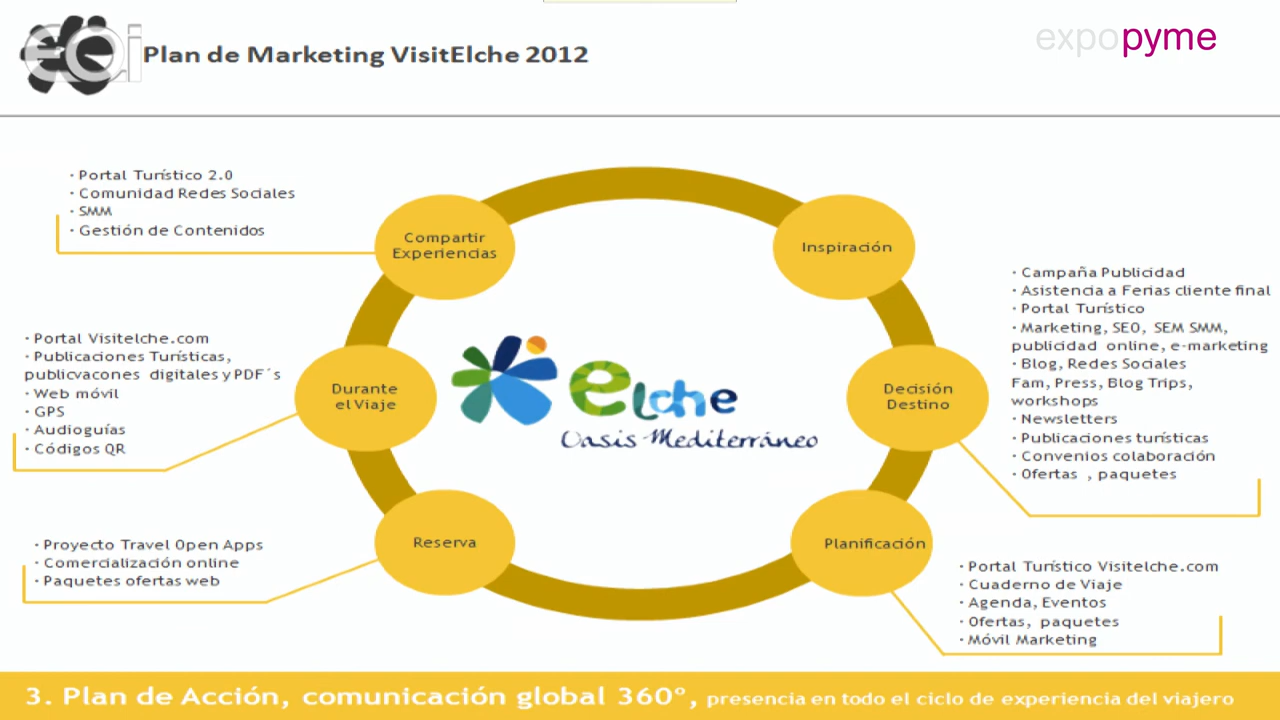 eoi
Plan de Marketing VisitElche 2012
expopyme
· Portal Turístico 2.0
· Comunidad Redes Sociales
· SMM
· Gestión de Contenidos
Compartir
Experiencias
Inspiración
· Campaña Publicidad
· Asistencia a Ferias cliente final
· Portal Turístico
· Marketing, SEO, SEM SMM,
publicidad online, e-marketing
· Blog, Redes Sociales
Fam, Press, Blog Trips,
workshops
· Newsletters
· Publicaciones turísticas
· Convenios colaboración
· Ofertas , paquetes
· Portal Visitelche.com
· Publicaciones Turísticas,
publicvacones digitales y PDF´s
· Web móvil
· GPS
· Audioguías
· Códigos QR
Durante
el Viaje
elche
Oasis Mediterráneo
Decisión
Destino
· Proyecto Travel Open Apps
· Comercialización online
· Paquetes ofertas web
Reserva
Planificación
· Portal Turístico Visitelche.com
· Cuaderno de Viaje
· Agenda, Eventos
· Ofertas, paquetes
· Móvil Marketing
3. Plan de Acción, comunicación global 360º, presencia en todo el ciclo de experiencia del viajero